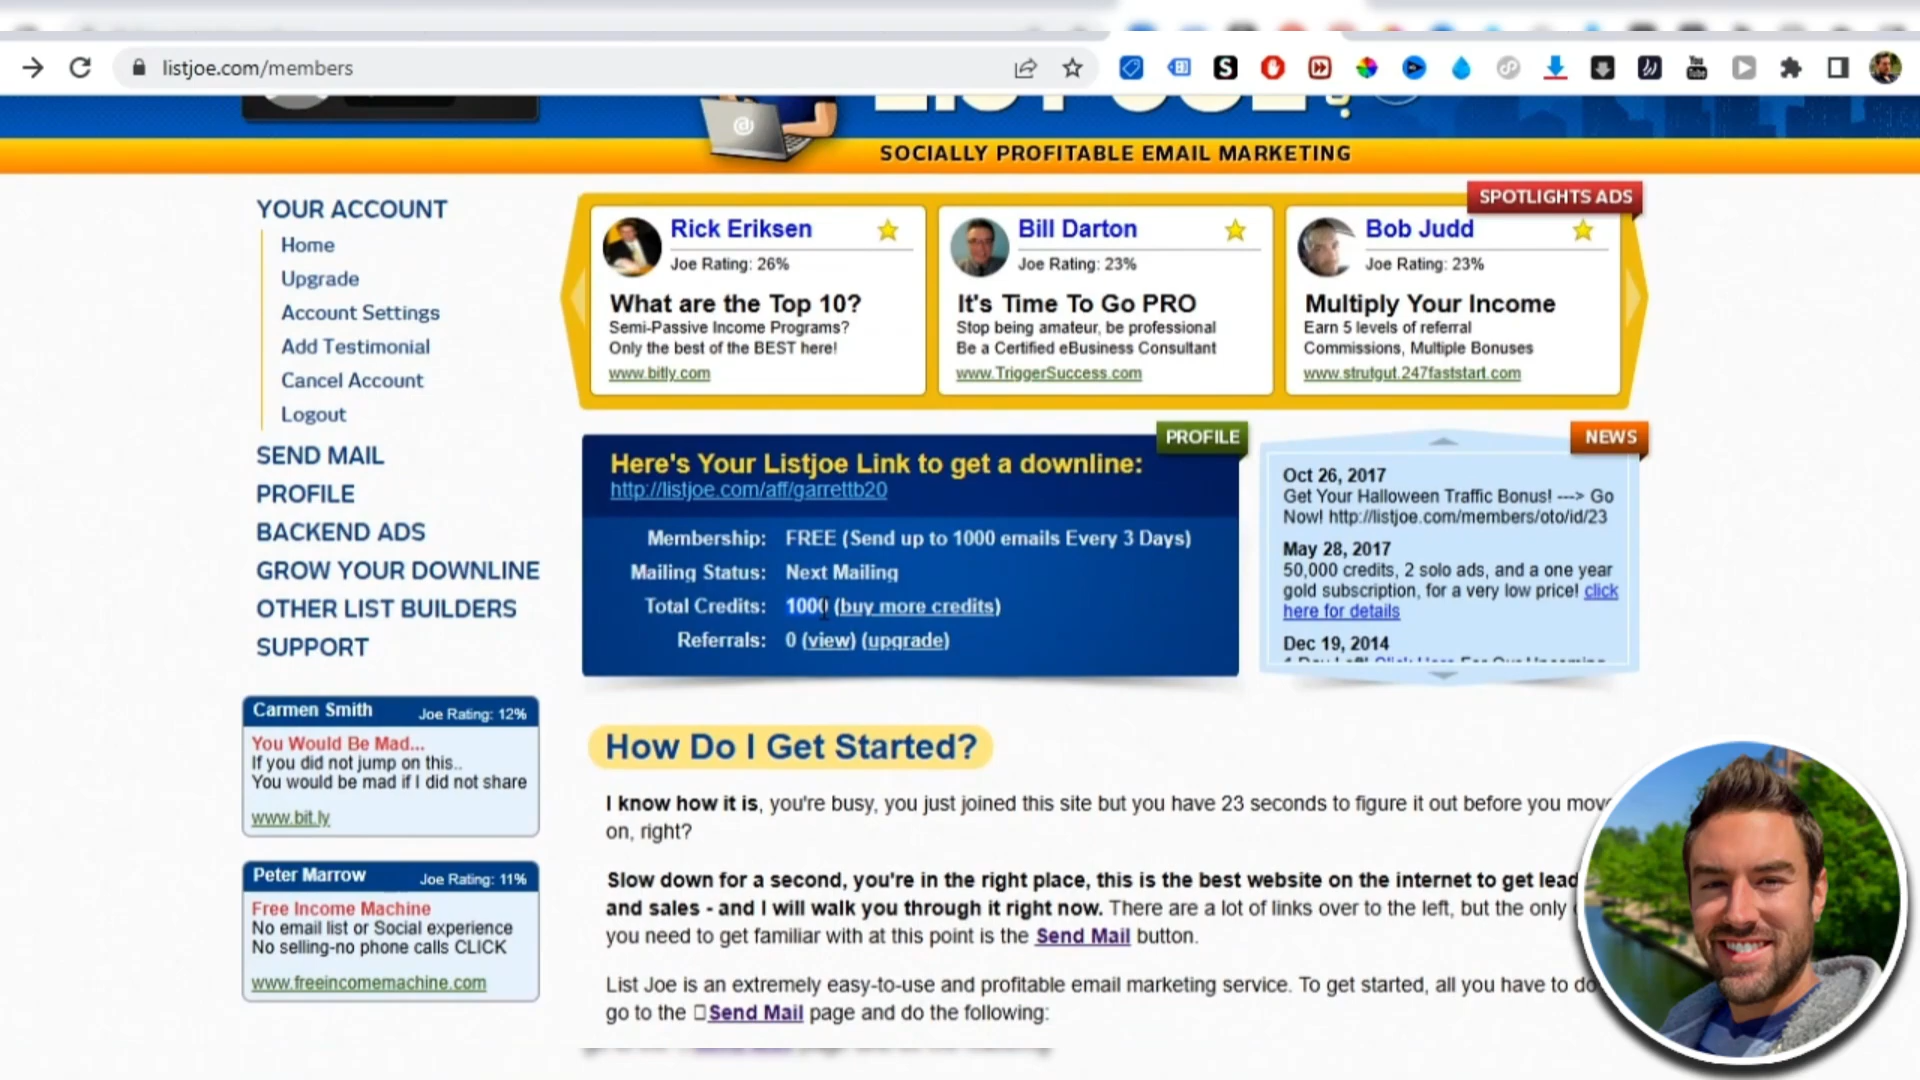 listjoe.com/members
SOCIALLY PROFITABLE EMAIL MARKETING
YOUR ACCOUNT
Home
Upgrade
Account Settings
Add Testimonial
Cancel Account
Logout
SEND MAIL
PROFILE
BACKEND ADS
GROW YOUR DOWNLINE
OTHER LIST BUILDERS
SUPPORT
Carmen Smith Joe Rating: 12%
You Would Be Mad...
If you did not jump on this..
You would be mad if I did not share
www.bit.ly
Peter Marrow Joe Rating: 11%
Free Income Machine
No email list or Social experience
No selling-no phone calls CLICK
www.freeincomemachine.com
SPOTLIGHTS ADS
Rick Eriksen
Joe Rating: 26%
What are the Top 10?
Semi-Passive Income Programs?
Only the best of the BEST here!
www.bitly.com
Bill Darton
Joe Rating: 23%
It's Time To Go PRO
Stop being amateur, be professional
Be a Certified eBusiness Consultant
www.TriggerSuccess.com
Bob Judd
Joe Rating: 23%
Multiply Your Income
Earn 5 levels of referral
Commissions, Multiple Bonuses
www.strutgut.247faststart.com
PROFILE
Here's Your Listjoe Link to get a downline:
http://listjoe.com/aff/garrettb20
Membership: FREE (Send up to 1000 emails Every 3 Days)
Mailing Status: Next Mailing
Total Credits: 1000 (buy more credits)
Referrals: 0 (view) (upgrade)
NEWS
Oct 26, 2017
Get Your Halloween Traffic Bonus! ---> Go
Now! http://listjoe.com/members/oto/id/23
May 28, 2017
50,000 credits, 2 solo ads, and a one year
gold subscription, for a very low price! click
here for details
Dec 19, 2014
How Do I Get Started?
I know how it is, you're busy, you just joined this site but you have 23 seconds to figure it out before you move
on, right?
Slow down for a second, you're in the right place, this is the best website on the internet to get lead
and sales - and I will walk you through it right now. There are a lot of links over to the left, but the only
you need to get familiar with at this point is the Send Mail button.
List Joe is an extremely easy-to-use and profitable email marketing service. To get started, all you have to do
go to the Send Mail page and do the following: